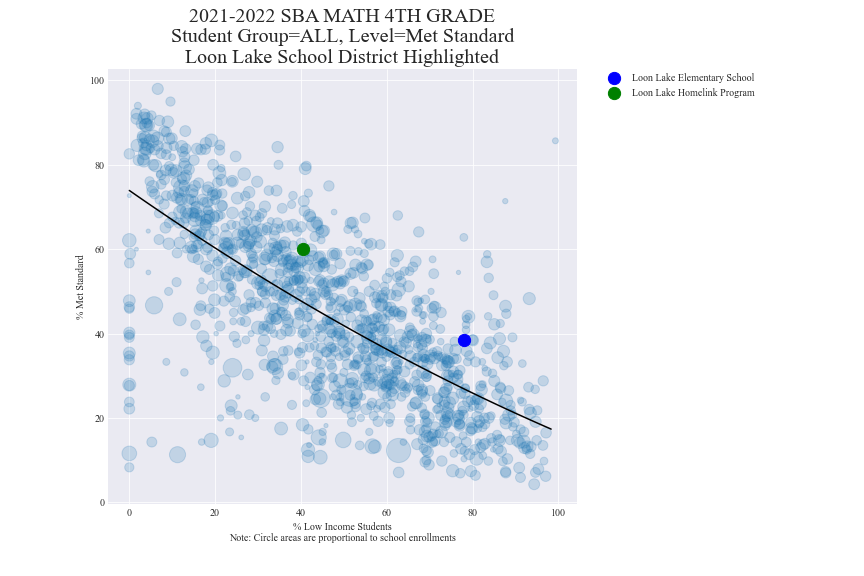 2021-2022 SBA MATH 4TH GRADE
Student Group=ALL, Level=Met Standard
Loon Lake School District Highlighted
Loon Lake Elementary School
Loon Lake Homelink Program
100
80
60
40
20
0
% Met Standard
0 20 40 60 80 100
% Low Income Students
Note: Circle areas are proportional to school enrollments